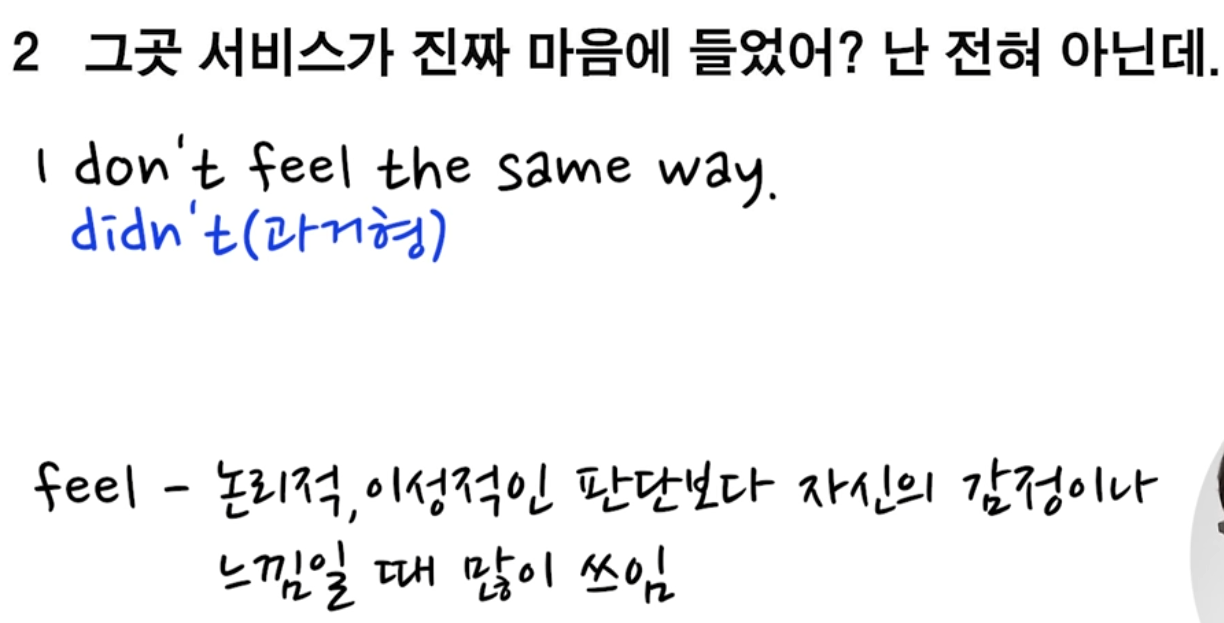 2 그곳 서비스가 진짜 마음에 들었어? 난 전혀 아닌데.
I don't feel the same way.
didn't(과거형)
feel - 논리적, 이성적인 판단보다 자신의 감정이나
느낌일 때 많이 쓰임